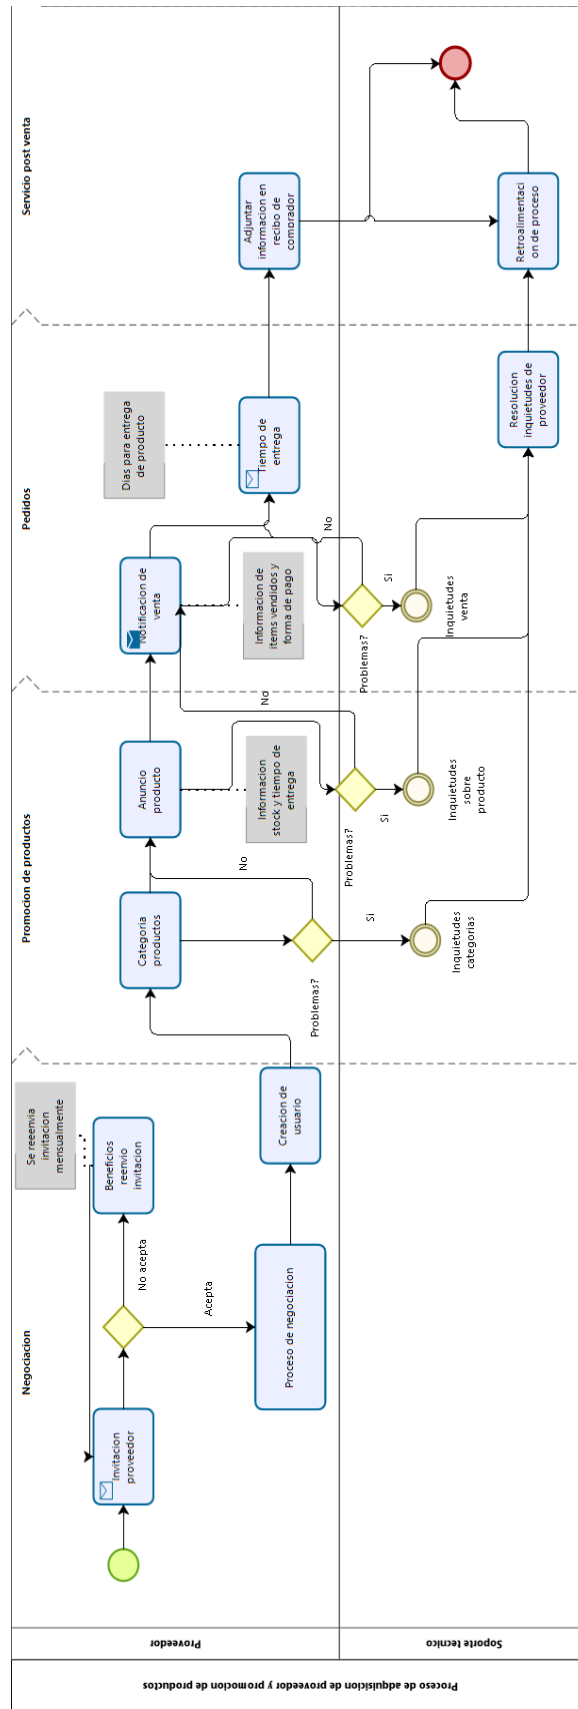 Proceso de adquisicion de proveedor y promocion de productos
Proveedor
Soporte tecnico
Negociacion
Promocion de productos
Pedidos
Servicio post venta
Invitacion
proveedor
No acepta
Acepta
Beneficios
reenvio
invitacion
Se reeenvia
invitacion
mensualmente
Proceso de negociacion
Creacion de
usuario
Categoria
productos
Problemas?
No
Si
Inquietudes
categorias
Anuncio
producto
Informacion
stock y tiempo de
entrega
Problemas?
No
Si
Inquietudes
sobre
producto
Notificacion de
venta
Informacion de
items vendidos y
forma de pago
Problemas?
No
Si
Inquietudes
venta
Dias para entrega
de producto
Tiempo de
entrega
Resolucion
inquietudes de
proveedor
Adjuntar
informacion en
recibo de
comprador
Retroalimentaci
on de proceso